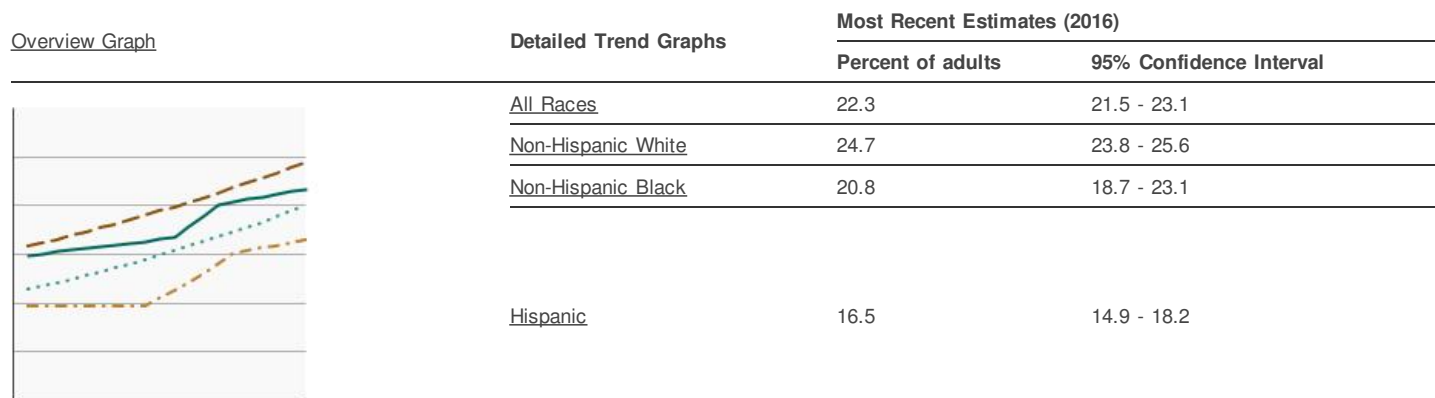 Most Recent Estimates (2016)
Overview Graph Detailed Trend Graphs
Percent of adults 95% Confidence Interval
All Races 22.3 21.5 - 23.1
Non-Hispanic White 24.7 23.8 - 25.6
Non-Hispanic Black 20.8 18.7 - 23.1
Hispanic 16.5 14.9 - 18.2